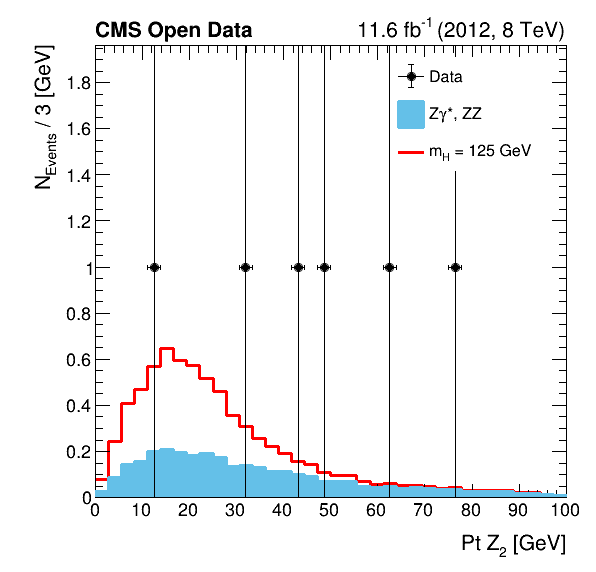 CMS Open Data 11.6 fb⁻¹ (2012, 8 TeV)
N_Events / 3 [GeV]
1.8
1.6
1.4
1.2
1
0.8
0.6
0.4
0.2
0
Data
Zγ*, ZZ
m_H = 125 GeV
0 10 20 30 40 50 60 70 80 90 100
Pt Z₂ [GeV]